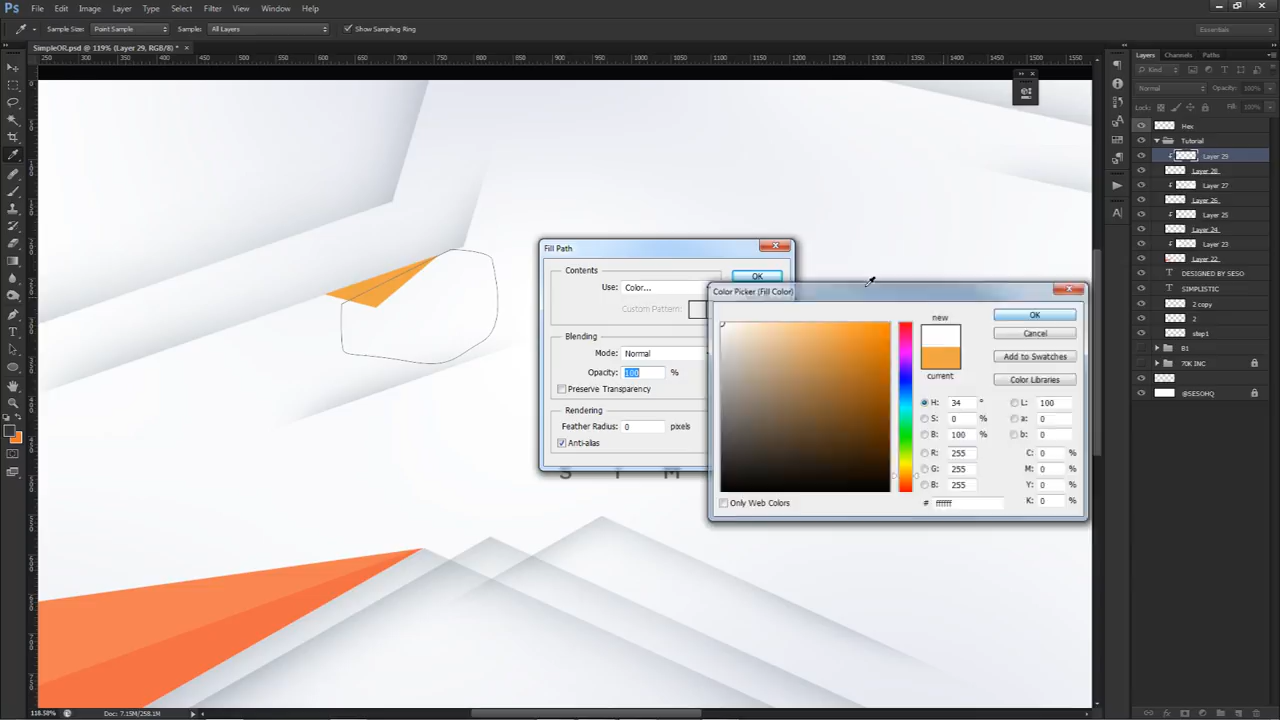 Ps File Edit Image Layer Type Select Filter View Window Help
Sample Size: Point Sample Sample: All Layers Show Sampling Ring Essentials
SimpleOR.psd @ 119% (Layer 29, RGB/8) * ×
250 300 350 400 450 500 550 600 650 700 750 800 850 900 950 1000 1050 1100 1150 1200 1250 1300 1350 1400 1450 1500 1550
Layers Channels Paths
Kind
Normal Opacity: 100%
Lock: Fill: 100%
Hex
Tutorial
Layer 29
Layer 28
Layer 27
Layer 26
Layer 25
Layer 24
Layer 23
Layer 22
DESIGNED BY SESO
SIMPLISTIC
2 copy
2
step1
B1
70K INC
@SESOHQ
Fill Path
Contents
OK
Use: Color...
Custom Pattern:
Blending
Mode: Normal
Opacity: 100 %
Preserve Transparency
Rendering
Feather Radius: 0 pixels
Anti-alias
S I M
Color Picker (Fill Color)
new
current
OK
Cancel
Add to Swatches
Color Libraries
H: 34 °
S: 0 %
B: 100 %
R: 255
G: 255
B: 255
L: 100
a: 0
b: 0
C: 0 %
M: 0 %
Y: 0 %
K: 0 %
# ffffff
Only Web Colors
118.58% Doc: 7.15M/258.1M